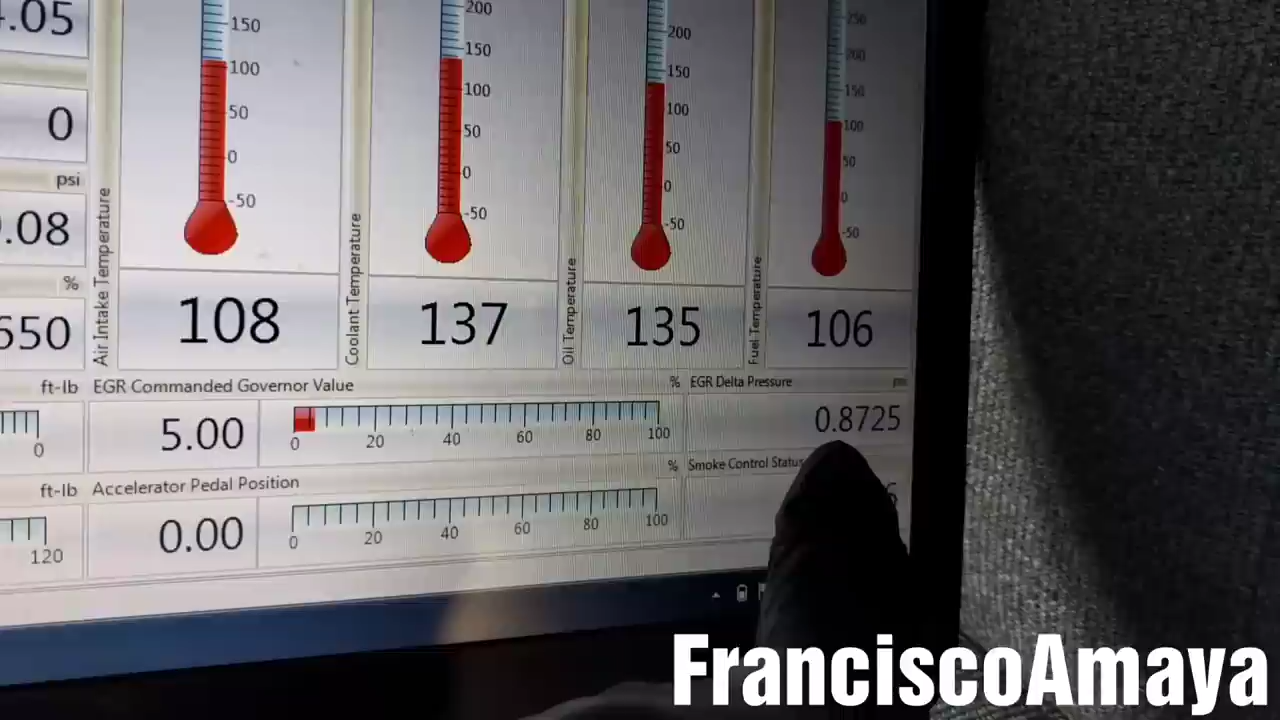 .05
0
psi
.08
%
650
ft-lb
0
ft-lb
120
Air Intake Temperature
150
100
50
0
-50
108
Coolant Temperature
200
150
100
50
0
-50
137
Oil Temperature
200
150
100
50
0
-50
135
Fuel Temperature
250
200
150
100
50
0
-50
106
EGR Commanded Governor Value %
5.00
0 20 40 60 80 100
EGR Delta Pressure psi
0.8725
Accelerator Pedal Position %
0.00
0 20 40 60 80 100
Smoke Control Status
FranciscoAmaya